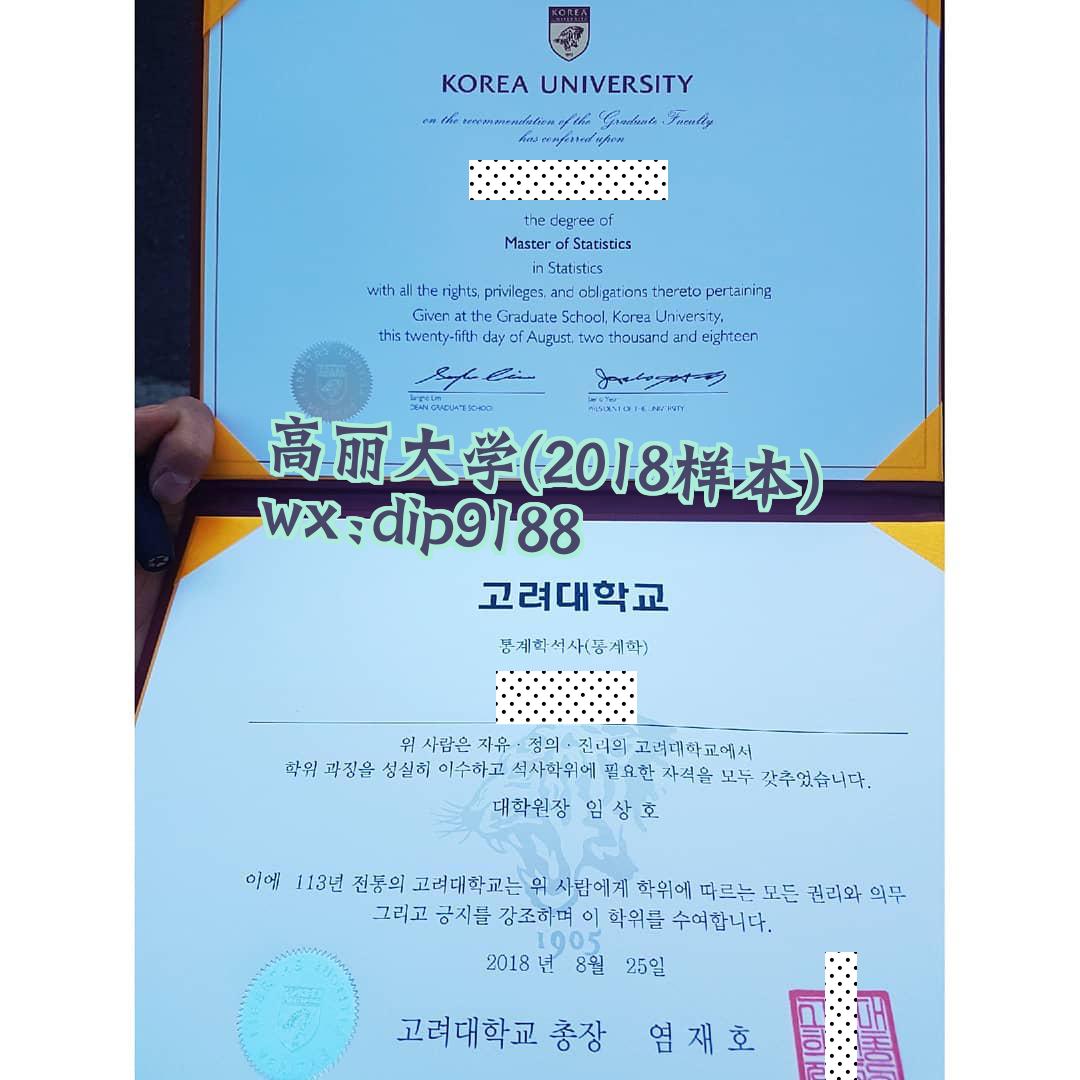 KOREA
UNIVERSITY
KOREA UNIVERSITY
on the recommendation of the Graduate Faculty
has conferred upon
the degree of
Master of Statistics
in Statistics
with all the rights, privileges, and obligations thereto pertaining
Given at the Graduate School, Korea University,
this twenty-fifth day of August, two thousand and eighteen
Sangho Lim
DEAN GRADUATE SCHOOL
PRESIDENT OF THE UNIVERSITY
高丽大学(2018样本)
wx:dip9188
고려대학교
통계학석사(통계학)
위 사람은 자유 · 정의 · 진리의 고려대학교에서
학위 과정을 성실히 이수하고 석사학위에 필요한 자격을 모두 갖추었습니다.
대학원장 임 상 호
이에 113년 전통의 고려대학교는 위 사람에게 학위에 따르는 모든 권리와 의무
그리고 긍지를 강조하며 이 학위를 수여합니다.
1905
2018 년 8월 25일
고려대학교 총장 염 재 호